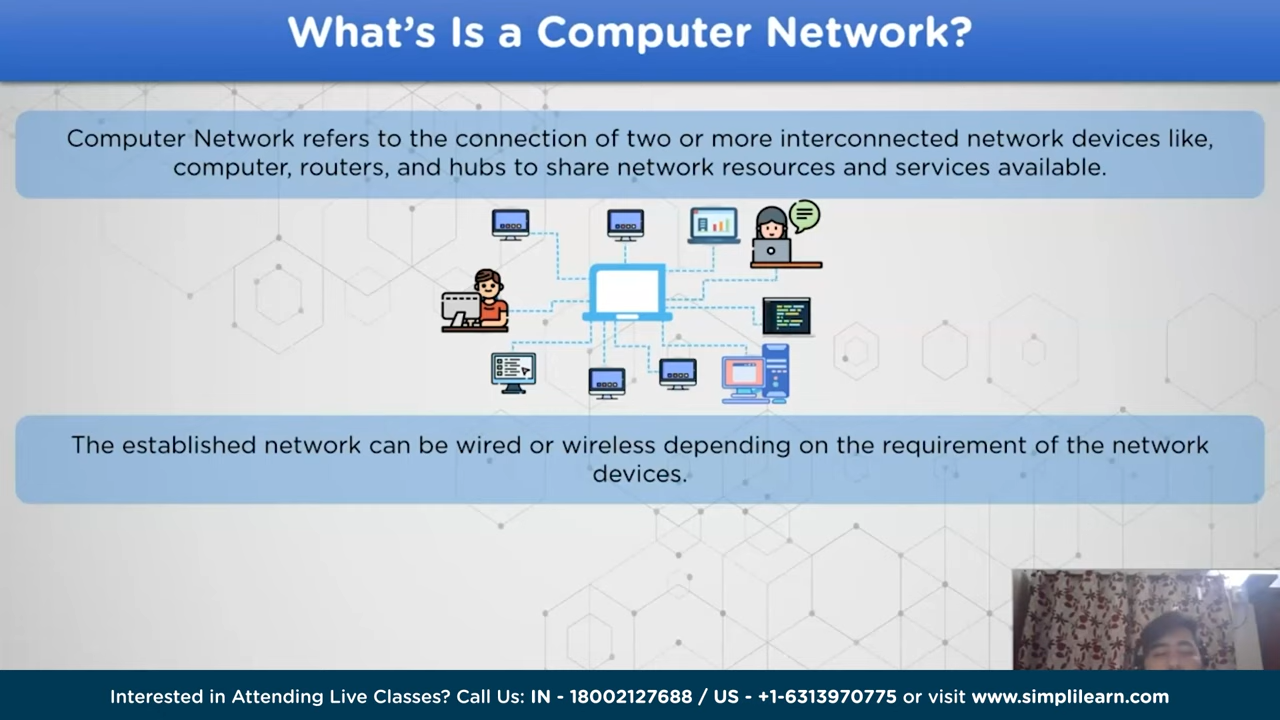 What's Is a Computer Network?
Computer Network refers to the connection of two or more interconnected network devices like,
computer, routers, and hubs to share network resources and services available.
The established network can be wired or wireless depending on the requirement of the network
devices.
Interested in Attending Live Classes? Call Us: IN - 18002127688 / US - +1-6313970775 or visit www.simplilearn.com